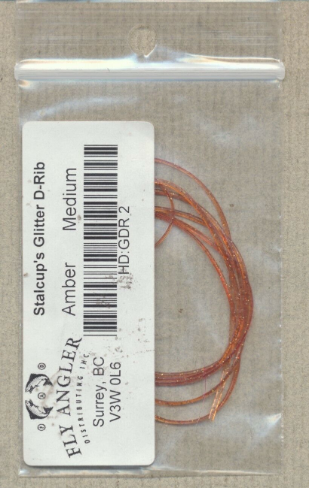 Stalcup's Glitter D-Rib
Amber Medium
HD:GDR.2
FLY ANGLER
DISTRIBUTING INC.
Surrey, BC
V3W 0L6